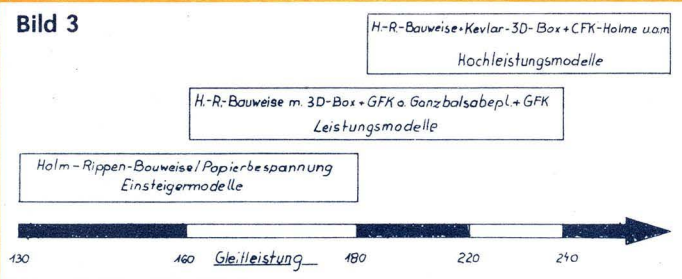 Bild 3
H.-R.-Bauweise+Kevlar-3D-Box+CFK-Holme u.a.m
Hochleistungsmodelle
H.-R.-Bauweise m. 3D-Box + GFK o. Ganzbalsabepl.+ GFK
Leistungsmodelle
Holm-Rippen-Bauweise/Papierbespannung
Einsteigermodelle
130 160 Gleitleistung 180 220 240